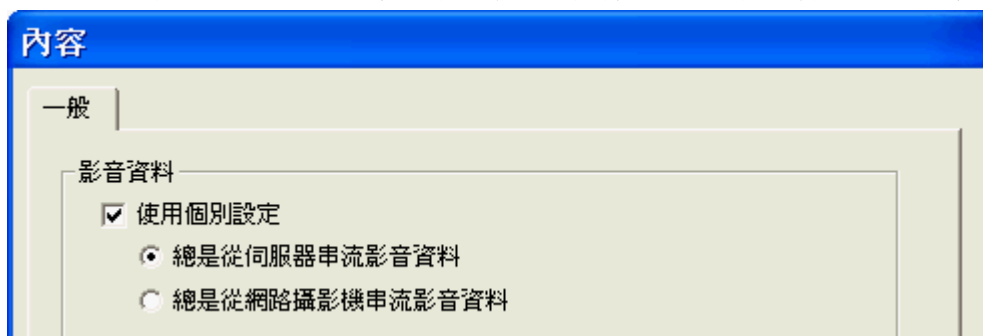 內容
一般
影音資料
使用個別設定
總是從伺服器串流影音資料
總是從網路攝影機串流影音資料